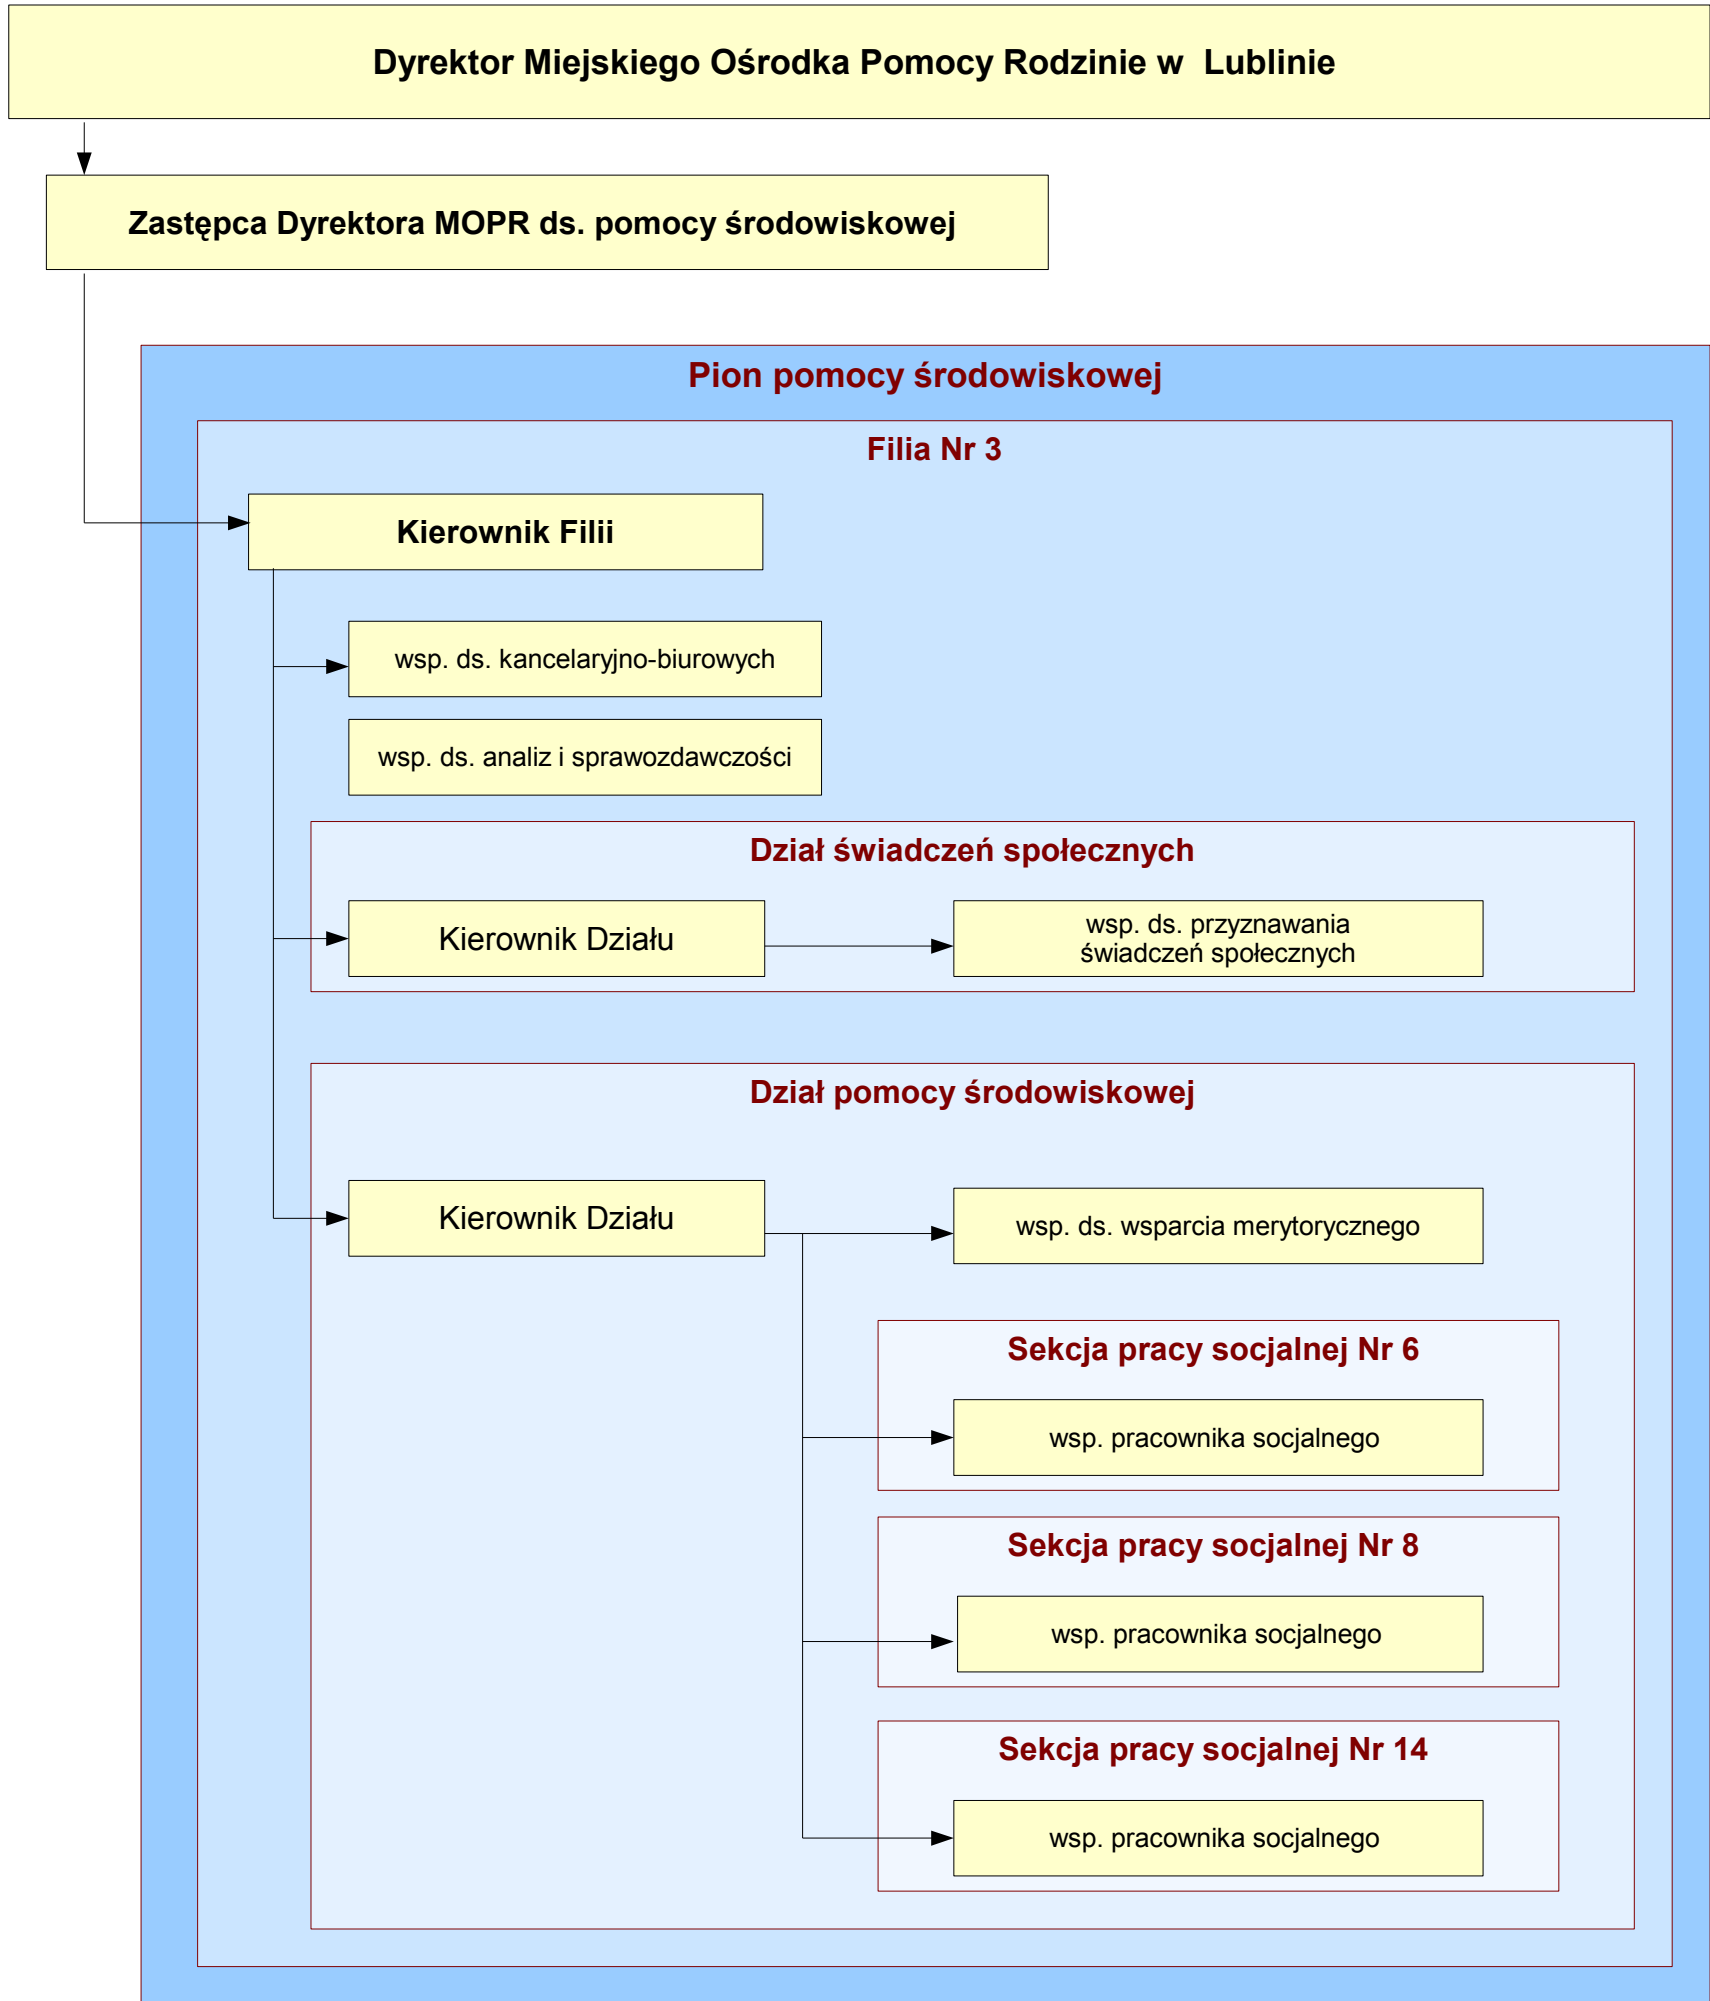 Dyrektor Miejskiego Ośrodka Pomocy Rodzinie w  Lublinie
Zastępca Dyrektora MOPR ds. pomocy środowiskowej
Pion pomocy środowiskowej
Filia Nr 3
Kierownik Filii
wsp. ds. kancelaryjno-biurowych
wsp. ds. analiz i sprawozdawczości
Dział świadczeń społecznych
Kierownik Działu
wsp. ds. przyznawania
świadczeń społecznych
Dział pomocy środowiskowej
Kierownik Działu
wsp. ds. wsparcia merytorycznego
Sekcja pracy socjalnej Nr 6
wsp. pracownika socjalnego
Sekcja pracy socjalnej Nr 8
wsp. pracownika socjalnego
Sekcja pracy socjalnej Nr 14
wsp. pracownika socjalnego